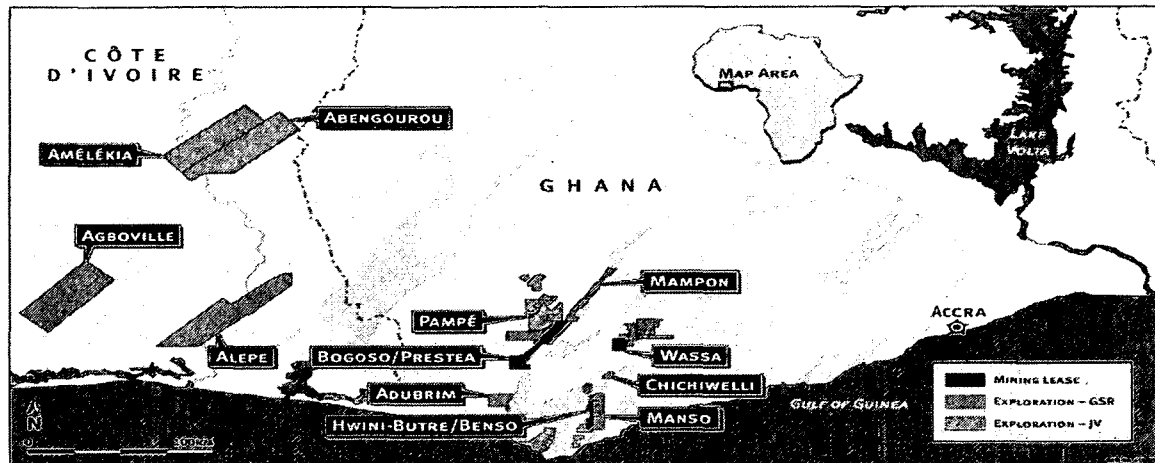 CÔTE
D'IVOIRE
MAP AREA
ABENGOUROU
AMÉLÉKIA
LAKE
VOLTA
GHANA
AGBOVILLE
MAMPON
PAMPÉ
ACCRA
ALEPE
BOGOSO/PRESTEA
WASSA
ADUBRIM
CHICHIWELLI
HWINI-BUTRE/BENSO
MANSO
GULF OF GUINEA
MINING LEASE
EXPLORATION – GSR
EXPLORATION – JV
N
0